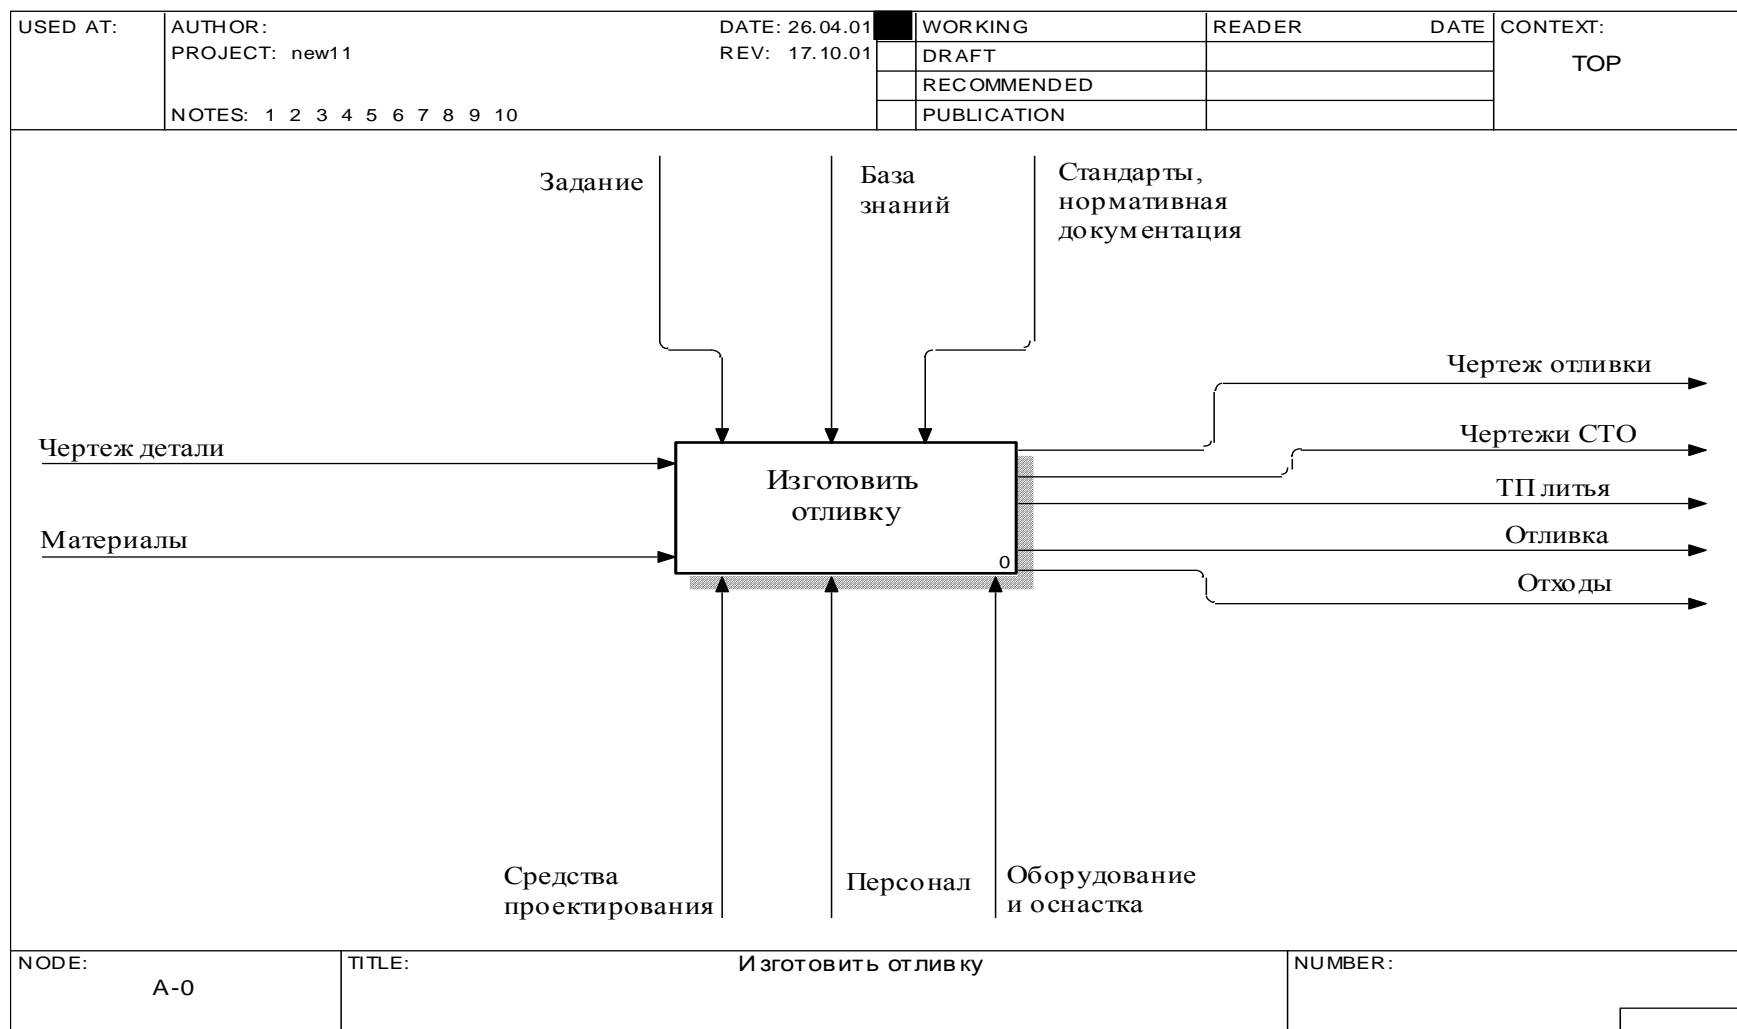 USED AT:
AUTHOR:
DATE: 26.04.01
WORKING
READER
DATE
CONTEXT:
PROJECT: new11
REV: 17.10.01
DRAFT
TOP
RECOMMENDED
NOTES: 1 2 3 4 5 6 7 8 9 10
PUBLICATION
Задание
База
знаний
Стандарты,
нормативная
документация
Чертеж отливки
Чертеж детали
Чертежи СТО
Изготовить
отливку
ТП литья
Материалы
Отливка
0
Отходы
Средства
проектирования
Персонал
Оборудование
и оснастка
NODE:
A-0
TITLE:
Изготовить отливку
NUMBER: